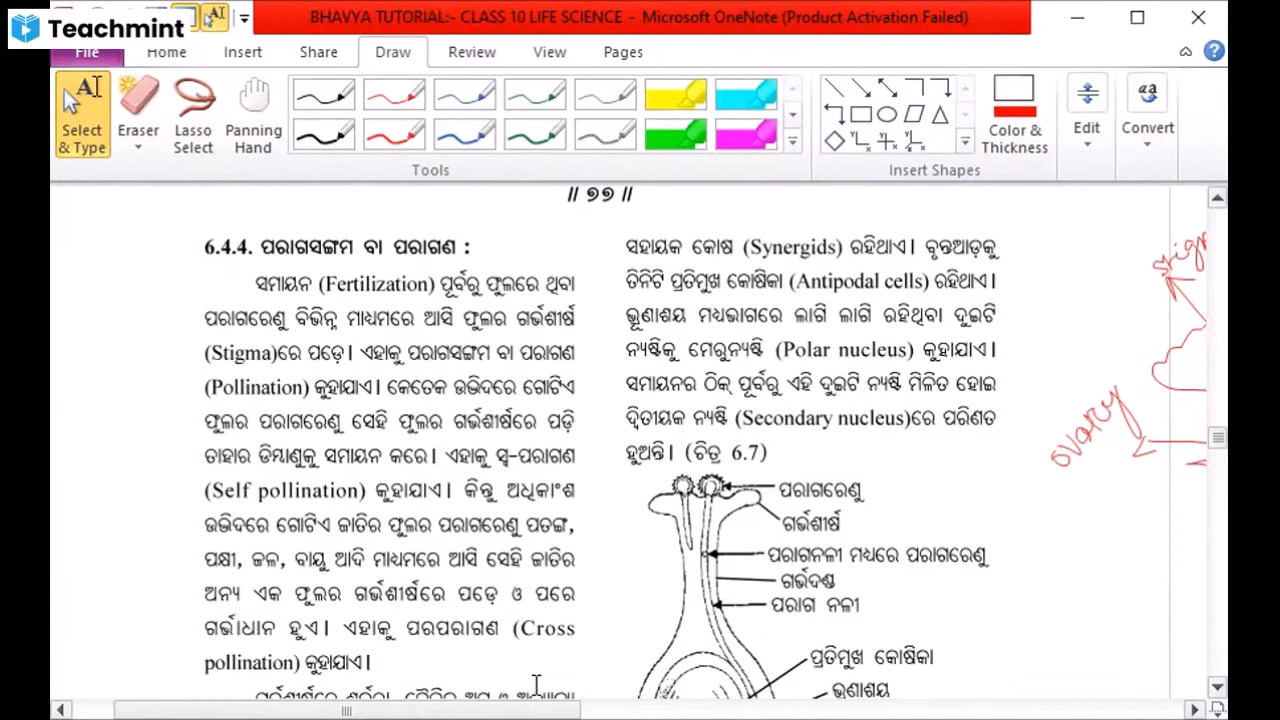 BHAVYA TUTORIAL:- CLASS 10 LIFE SCIENCE - Microsoft OneNote (Product Activation Failed)
Teachmint
File Home Insert Share Draw Review View Pages
Select & Type
Eraser
Lasso Select
Panning Hand
Color & Thickness
Edit
Convert
Tools
Insert Shapes
// ୭୭ //
6.4.4. ପରାଗସଙ୍ଗମ ବା ପରାଗଣ :
ସମାୟନ (Fertilization) ପୂର୍ବରୁ ଫୁଲରେ ଥିବା
ପରାଗରେଣୁ ବିଭିନ୍ନ ମାଧ୍ୟମରେ ଆସି ଫୁଲର ଗର୍ଭଶୀର୍ଷ
(Stigma)ରେ ପଡ଼େ। ଏହାକୁ ପରାଗସଙ୍ଗମ ବା ପରାଗଣ
(Pollination) କୁହାଯାଏ। କେତେକ ଉଦ୍ଭିଦରେ ଗୋଟିଏ
ଫୁଲର ପରାଗରେଣୁ ସେହି ଫୁଲର ଗର୍ଭଶୀର୍ଷରେ ପଡ଼ି
ତାହାର ଡିମ୍ବାଣୁକୁ ସମାୟନ କରେ। ଏହାକୁ ସ୍ୱ-ପରାଗଣ
(Self pollination) କୁହାଯାଏ। କିନ୍ତୁ ଅଧିକାଂଶ
ଉଦ୍ଭିଦରେ ଗୋଟିଏ ଜାତିର ଫୁଲର ପରାଗରେଣୁ ପତଙ୍ଗ,
ପକ୍ଷୀ, ଜଳ, ବାୟୁ ଆଦି ମାଧ୍ୟମରେ ଆସି ସେହି ଜାତିର
ଅନ୍ୟ ଏକ ଫୁଲର ଗର୍ଭଶୀର୍ଷରେ ପଡ଼େ ଓ ପରେ
ଗର୍ଭାଧାନ ହୁଏ। ଏହାକୁ ପରପରାଗଣ (Cross
pollination) କୁହାଯାଏ।
ସହାୟକ କୋଷ (Synergids) ରହିଥାଏ। ବୃନ୍ତଆଡ଼କୁ
ତିନିଟି ପ୍ରତିମୁଖ କୋଷିକା (Antipodal cells) ରହିଥାଏ।
ଭ୍ରୂଣାଶୟ ମଧ୍ୟଭାଗରେ ଲାଗି ଲାଗି ରହିଥିବା ଦୁଇଟି
ନ୍ୟଷ୍ଟିକୁ ମେରୁନ୍ୟଷ୍ଟି (Polar nucleus) କୁହାଯାଏ।
ସମାୟନର ଠିକ୍ ପୂର୍ବରୁ ଏହି ଦୁଇଟି ନ୍ୟଷ୍ଟି ମିଳିତ ହୋଇ
ଦ୍ୱିତୀୟକ ନ୍ୟଷ୍ଟି (Secondary nucleus)ରେ ପରିଣତ
ହୁଅନ୍ତି। (ଚିତ୍ର 6.7)
ପରାଗରେଣୁ
ଗର୍ଭଶୀର୍ଷ
ପରାଗନଳୀ ମଧ୍ୟରେ ପରାଗରେଣୁ
ଗର୍ଭଦଣ୍ଡ
ପରାଗ ନଳୀ
ପ୍ରତିମୁଖ କୋଷିକା
ଭ୍ରୂଣାଶୟ
ovary